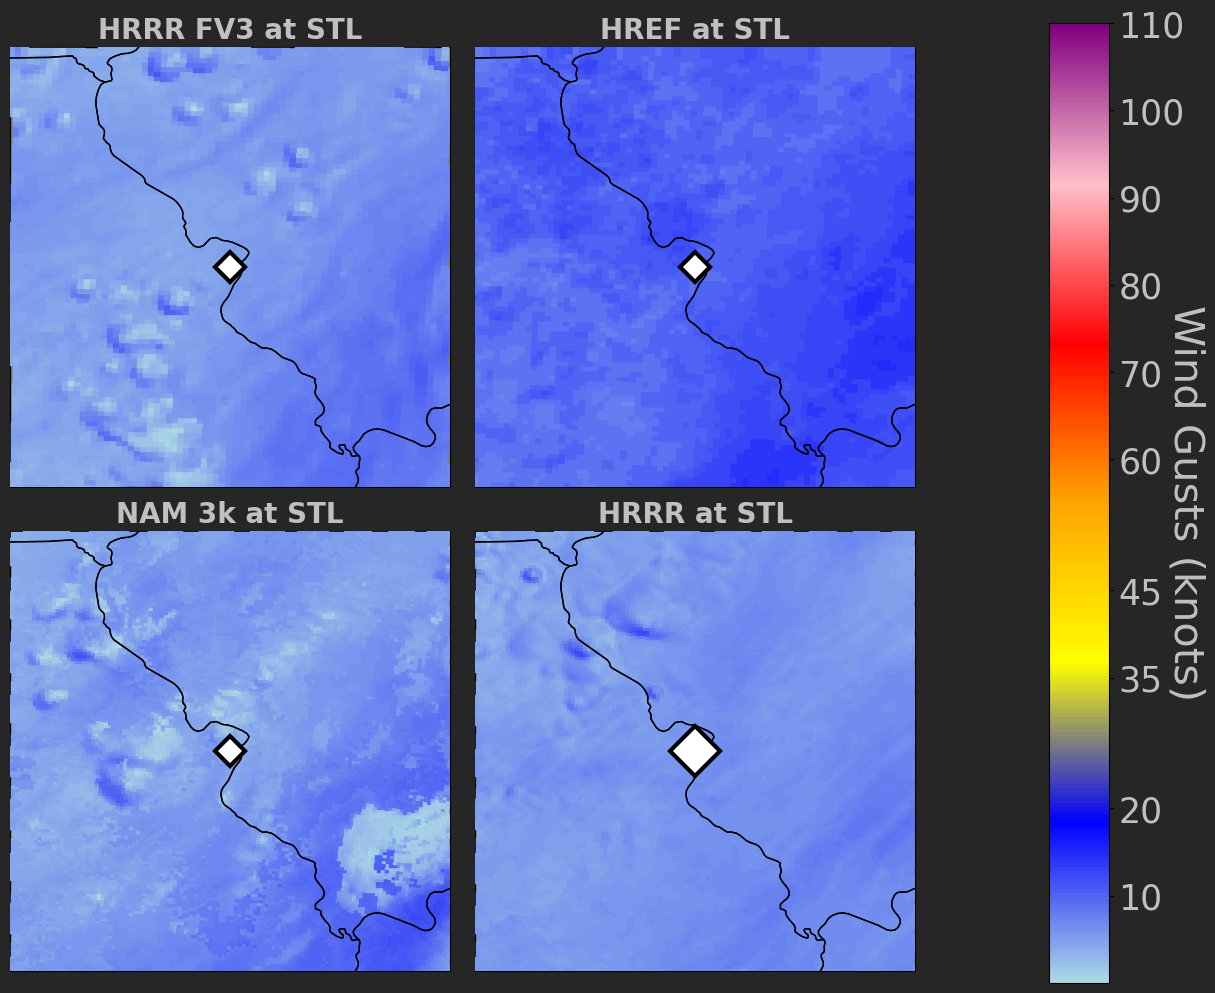 HRRR FV3 at STL
HREF at STL
NAM 3k at STL
HRRR at STL
110
100
90
80
70
60
45
35
20
10
Wind Gusts (knots)